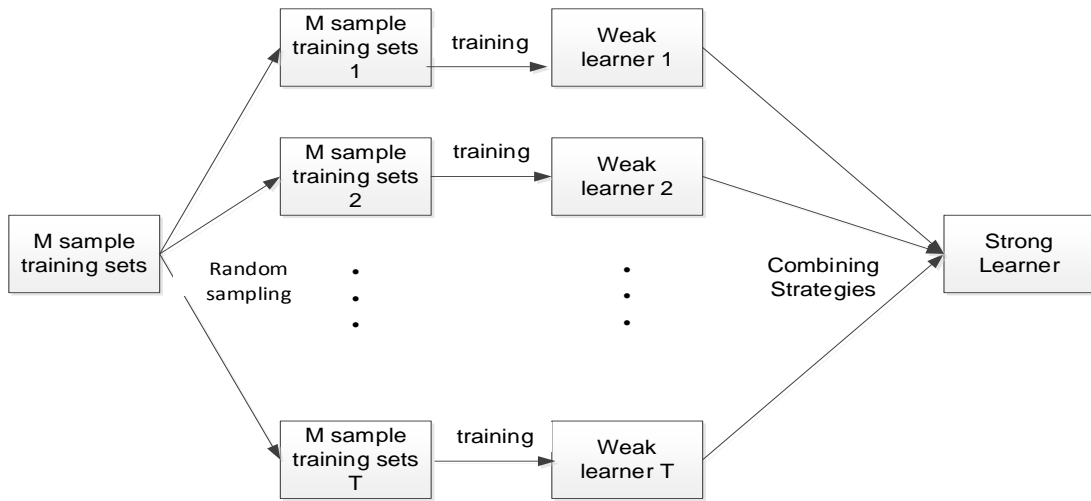 M sample
training sets
1
training
Weak
learner 1
M sample
training sets
2
training
Weak
learner 2
M sample
training sets
Random
sampling
Combining
Strategies
Strong
Learner
M sample
training sets
T
training
Weak
learner T